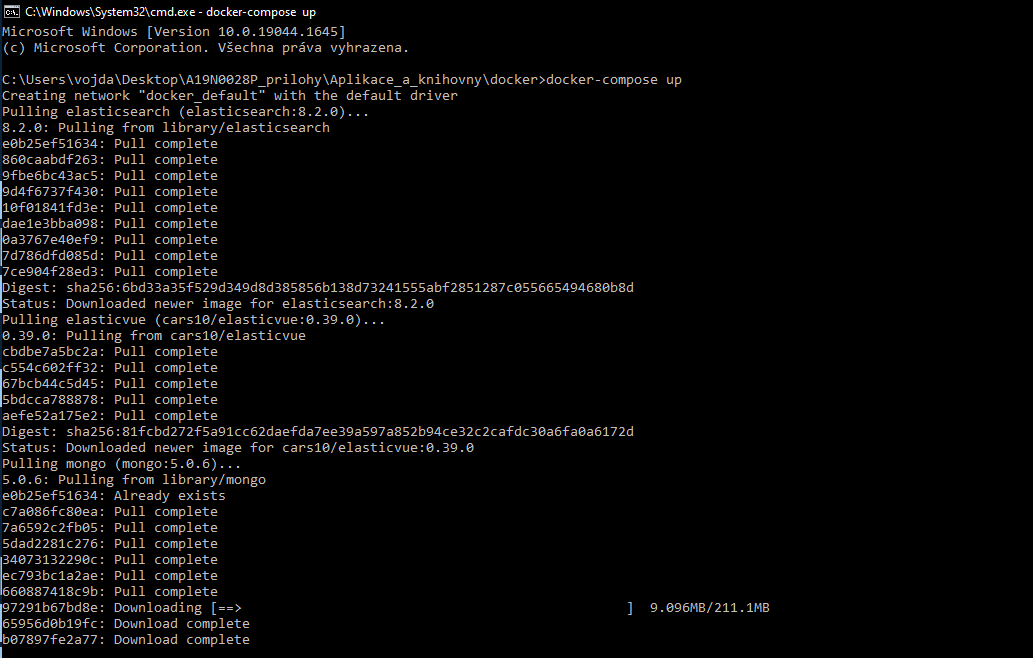 C:\Windows\System32\cmd.exe - docker-compose up
Microsoft Windows [Version 10.0.19044.1645]
(c) Microsoft Corporation. Všechna práva vyhrazena.
C:\Users\vojda\Desktop\A19N0028P_prilohy\Aplikace_a_knihovny\docker>docker-compose up
Creating network "docker_default" with the default driver
Pulling elasticsearch (elasticsearch:8.2.0)...
8.2.0: Pulling from library/elasticsearch
e0b25ef51634: Pull complete
860caabdf263: Pull complete
9fbe6bc43ac5: Pull complete
9d4f6737f430: Pull complete
10f01841fd3e: Pull complete
dae1e3bba098: Pull complete
0a3767e40ef9: Pull complete
7d786dfd085d: Pull complete
7ce904f28ed3: Pull complete
Digest: sha256:6bd33a35f529d349d8d385856b138d73241555abf2851287c055665494680b8d
Status: Downloaded newer image for elasticsearch:8.2.0
Pulling elasticvue (cars10/elasticvue:0.39.0)...
0.39.0: Pulling from cars10/elasticvue
cbdbe7a5bc2a: Pull complete
c554c602ff32: Pull complete
67bcb44c5d45: Pull complete
5bdcca788878: Pull complete
aefe52a175e2: Pull complete
Digest: sha256:81fcbd272f5a91cc62daefda7ee39a597a852b94ce32c2cafdc30a6fa0a6172d
Status: Downloaded newer image for cars10/elasticvue:0.39.0
Pulling mongo (mongo:5.0.6)...
5.0.6: Pulling from library/mongo
e0b25ef51634: Already exists
c7a086fc80ea: Pull complete
7a6592c2fb05: Pull complete
5dad2281c276: Pull complete
34073132290c: Pull complete
ec793bc1a2ae: Pull complete
660887418c9b: Pull complete
97291b67bd8e: Downloading [==>                                                ]  9.096MB/211.1MB
65956d0b19fc: Download complete
b07897fe2a77: Download complete